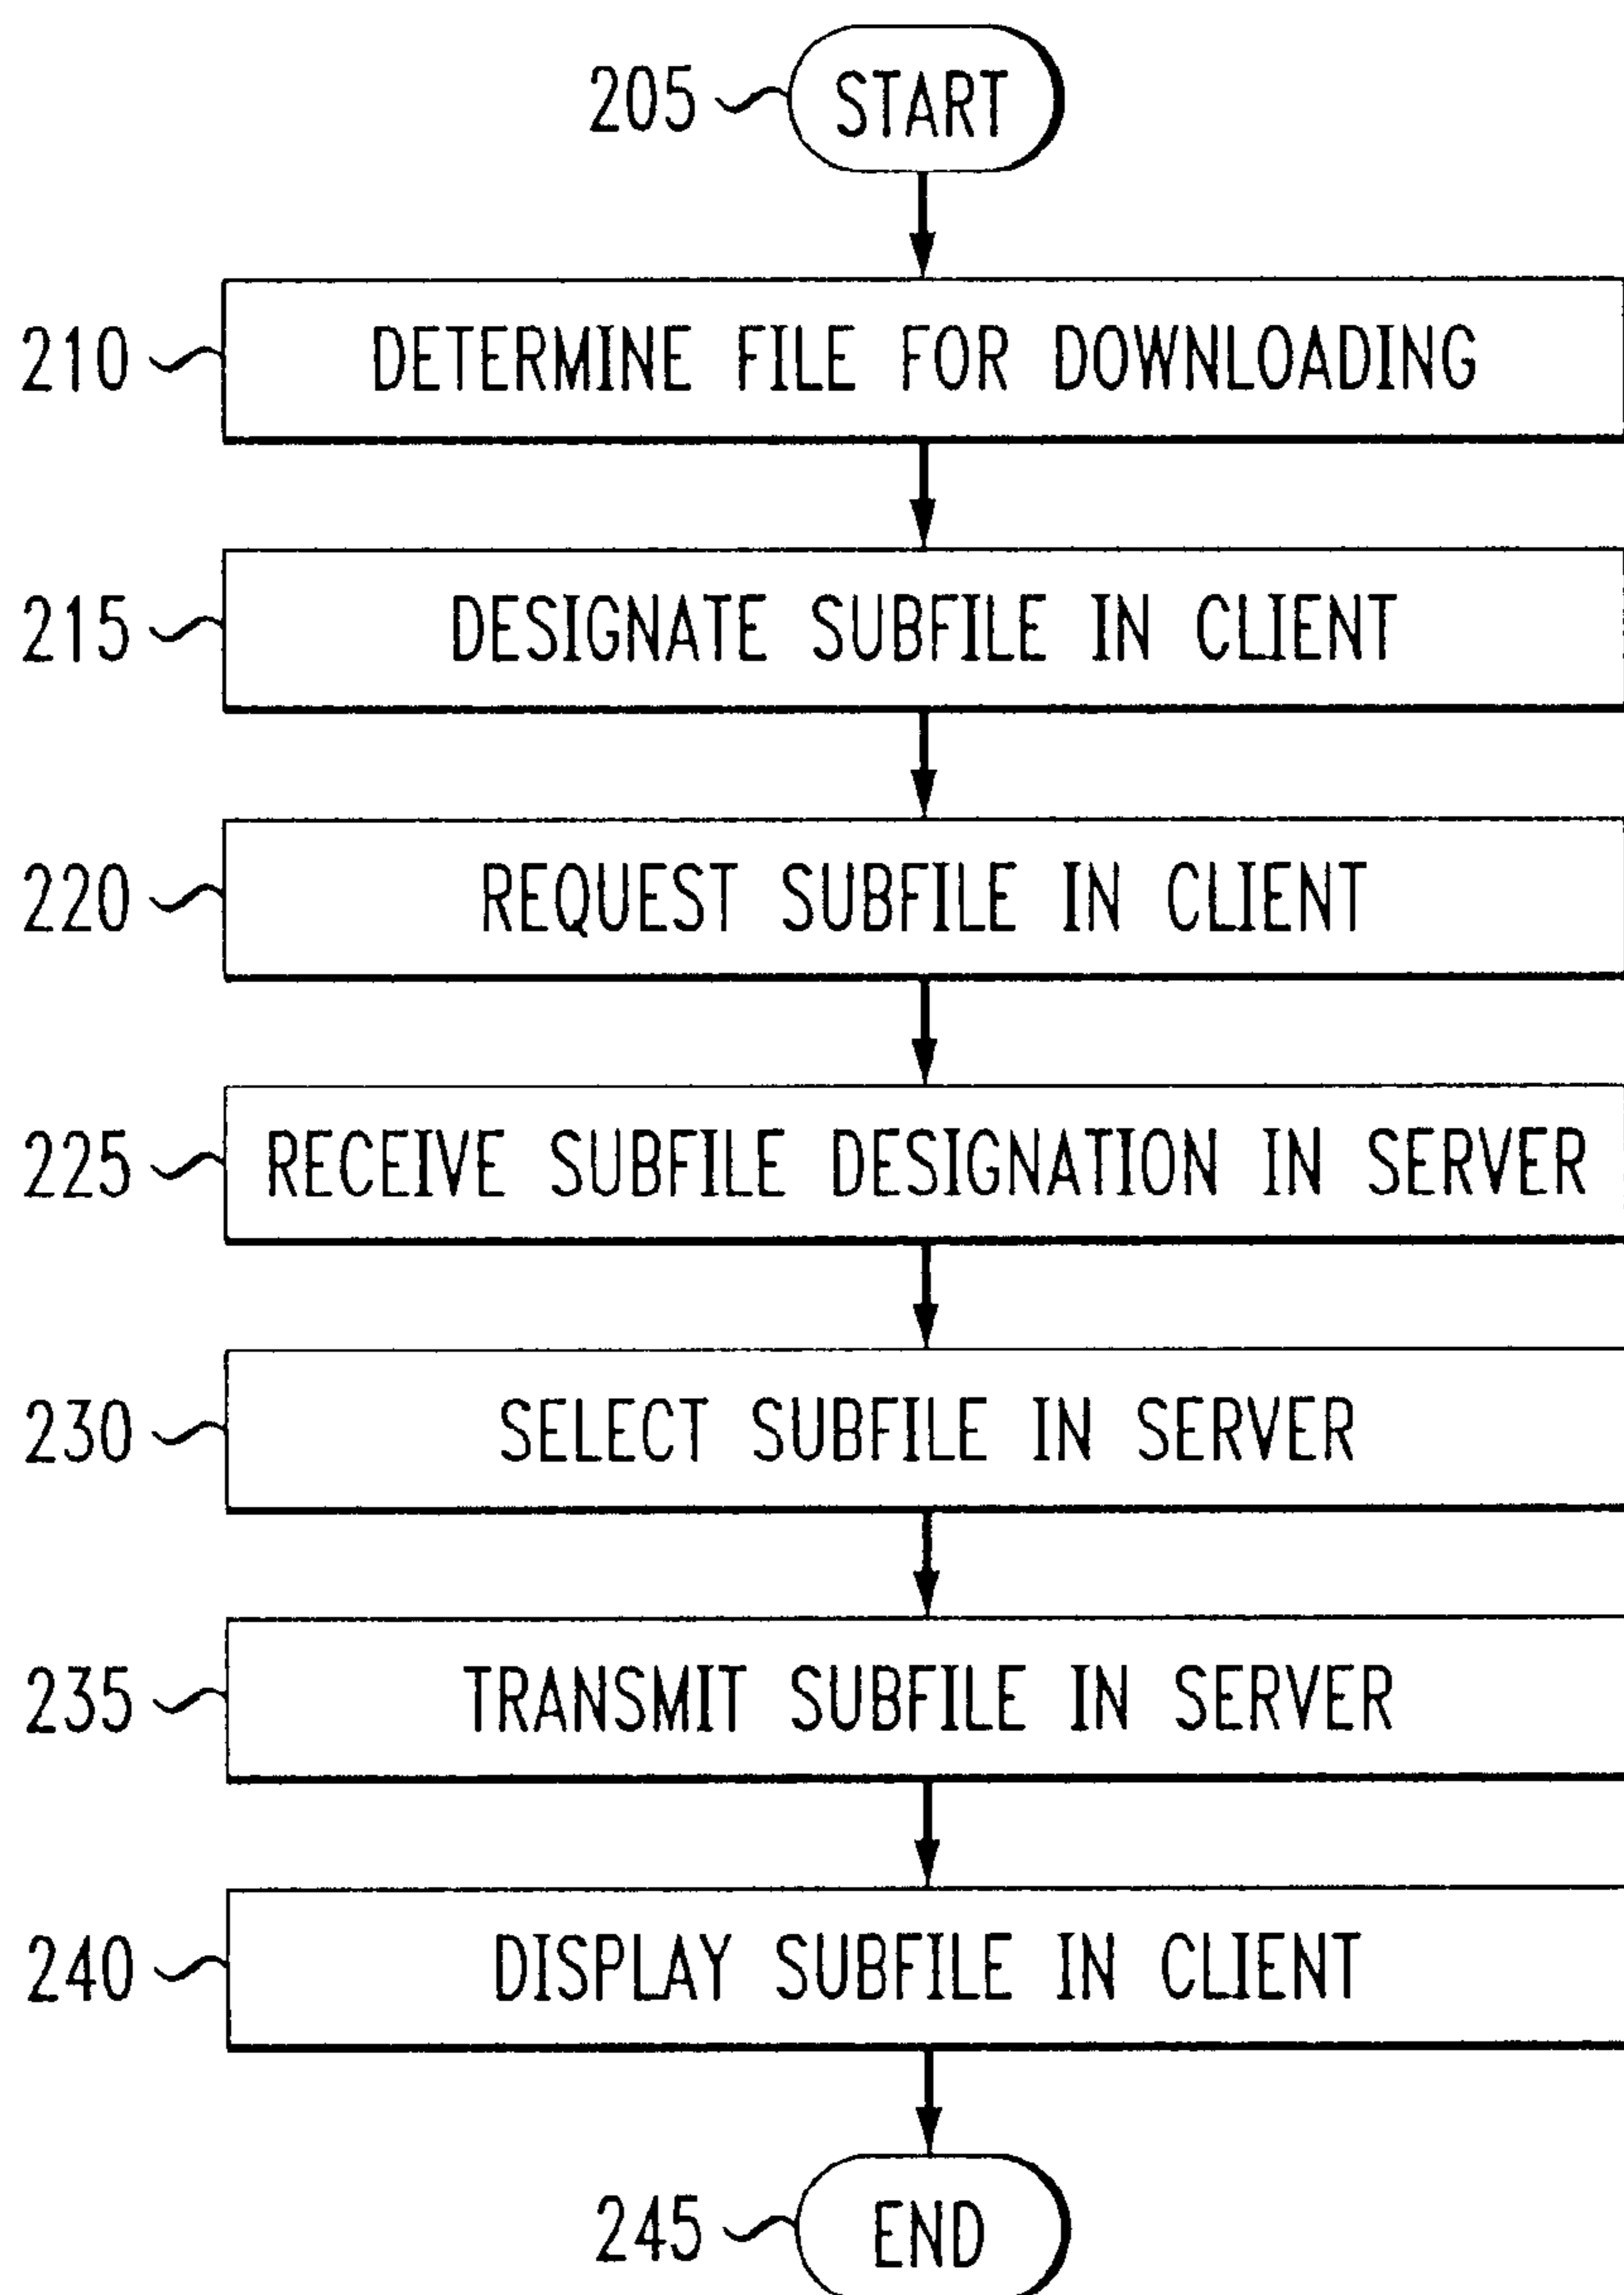 205 START
210 DETERMINE FILE FOR DOWNLOADING
215 DESIGNATE SUBFILE IN CLIENT
220 REQUEST SUBFILE IN CLIENT
225 RECEIVE SUBFILE DESIGNATION IN SERVER
230 SELECT SUBFILE IN SERVER
235 TRANSMIT SUBFILE IN SERVER
240 DISPLAY SUBFILE IN CLIENT
245 END